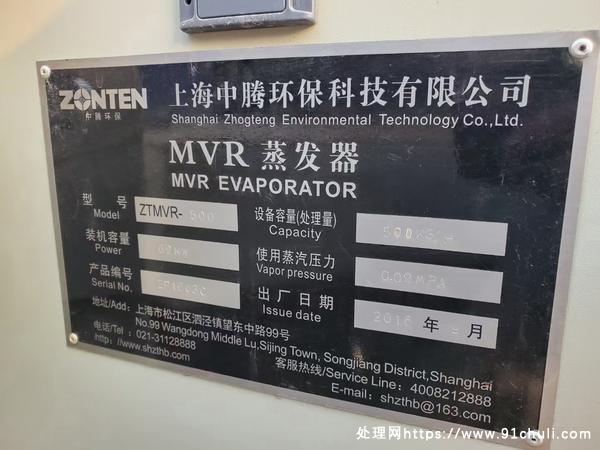 ZONTEN
中腾环保
上海中腾环保科技有限公司
Shanghai Zhogteng Environmental Technology Co.,Ltd.
MVR 蒸发器
MVR EVAPORATOR
型 号
Model
ZTMVR-500
设备容量(处理量)
Capacity
500KG/H
装机容量
Power
60KW
使用蒸汽压力
Vapor pressure
0.09MPA
产品编号
Serial No.
出厂日期
Issue date
2016 年 月
地址/Add: 上海市松江区泗泾镇望东中路99号
No.99 Wangdong Middle Lu,Sijing Town, Songjiang District,Shanghai
电话/Tel : 021-31128888
客服热线/Service Line: 4008212888
http: //www.shzthb.com
E-mail: shzthb@163.com
处理网https://www.91chuli.com/